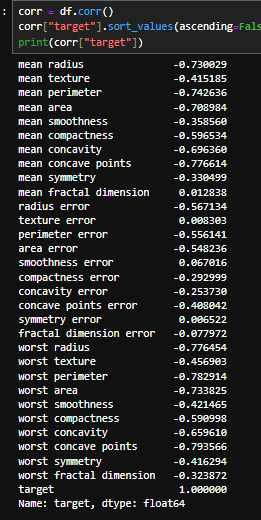 : corr = df.corr()
corr["target"].sort_values(ascending=Fals
print(corr["target"])
mean radius -0.730029
mean texture -0.415185
mean perimeter -0.742636
mean area -0.708984
mean smoothness -0.358560
mean compactness -0.596534
mean concavity -0.696360
mean concave points -0.776614
mean symmetry -0.330499
mean fractal dimension 0.012838
radius error -0.567134
texture error 0.008303
perimeter error -0.556141
area error -0.548236
smoothness error 0.067016
compactness error -0.292999
concavity error -0.253730
concave points error -0.408042
symmetry error 0.006522
fractal dimension error -0.077972
worst radius -0.776454
worst texture -0.456903
worst perimeter -0.782914
worst area -0.733825
worst smoothness -0.421465
worst compactness -0.590998
worst concavity -0.659610
worst concave points -0.793566
worst symmetry -0.416294
worst fractal dimension -0.323872
target 1.000000
Name: target, dtype: float64